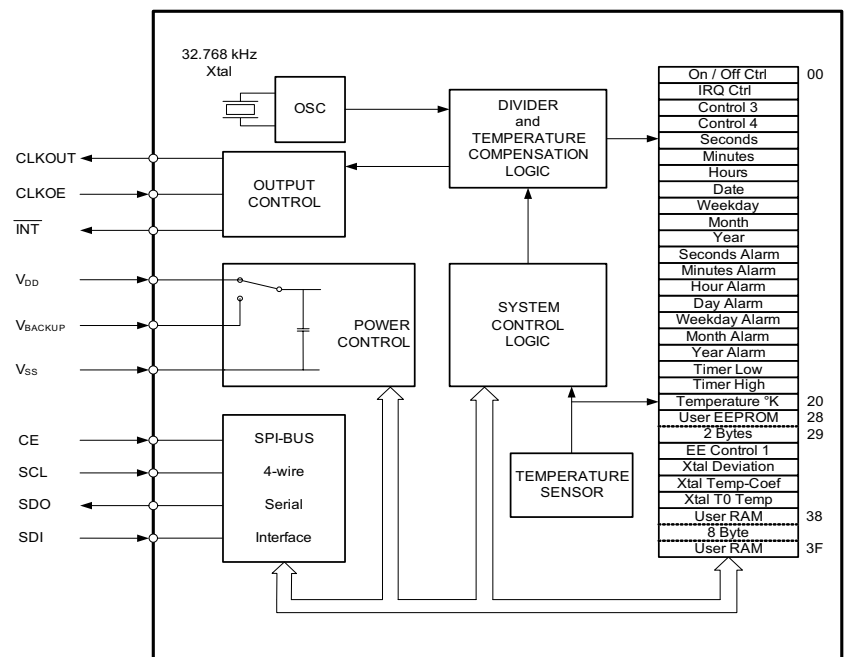 32.768 kHz
Xtal
OSC
DIVIDER
and
TEMPERATURE
COMPENSATION
LOGIC
CLKOUT
CLKOE
INT
OUTPUT
CONTROL
VDD
VBACKUP
VSS
POWER
CONTROL
SYSTEM
CONTROL
LOGIC
CE
SCL
SDO
SDI
SPI-BUS
4-wire
Serial
Interface
TEMPERATURE
SENSOR
On / Off Ctrl 00
IRQ Ctrl
Control 3
Control 4
Seconds
Minutes
Hours
Date
Weekday
Month
Year
Seconds Alarm
Minutes Alarm
Hour Alarm
Day Alarm
Weekday Alarm
Month Alarm
Year Alarm
Timer Low
Timer High
Temperature °K 20
User EEPROM 28
2 Bytes 29
EE Control 1
Xtal Deviation
Xtal Temp-Coef
Xtal T0 Temp
User RAM 38
8 Byte
User RAM 3F